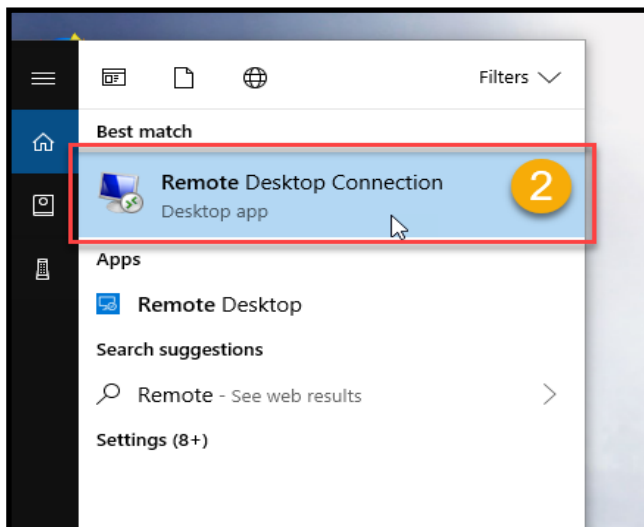 Filters
Best match
Remote Desktop Connection
Desktop app
2
Apps
Remote Desktop
Search suggestions
Remote - See web results
Settings (8+)